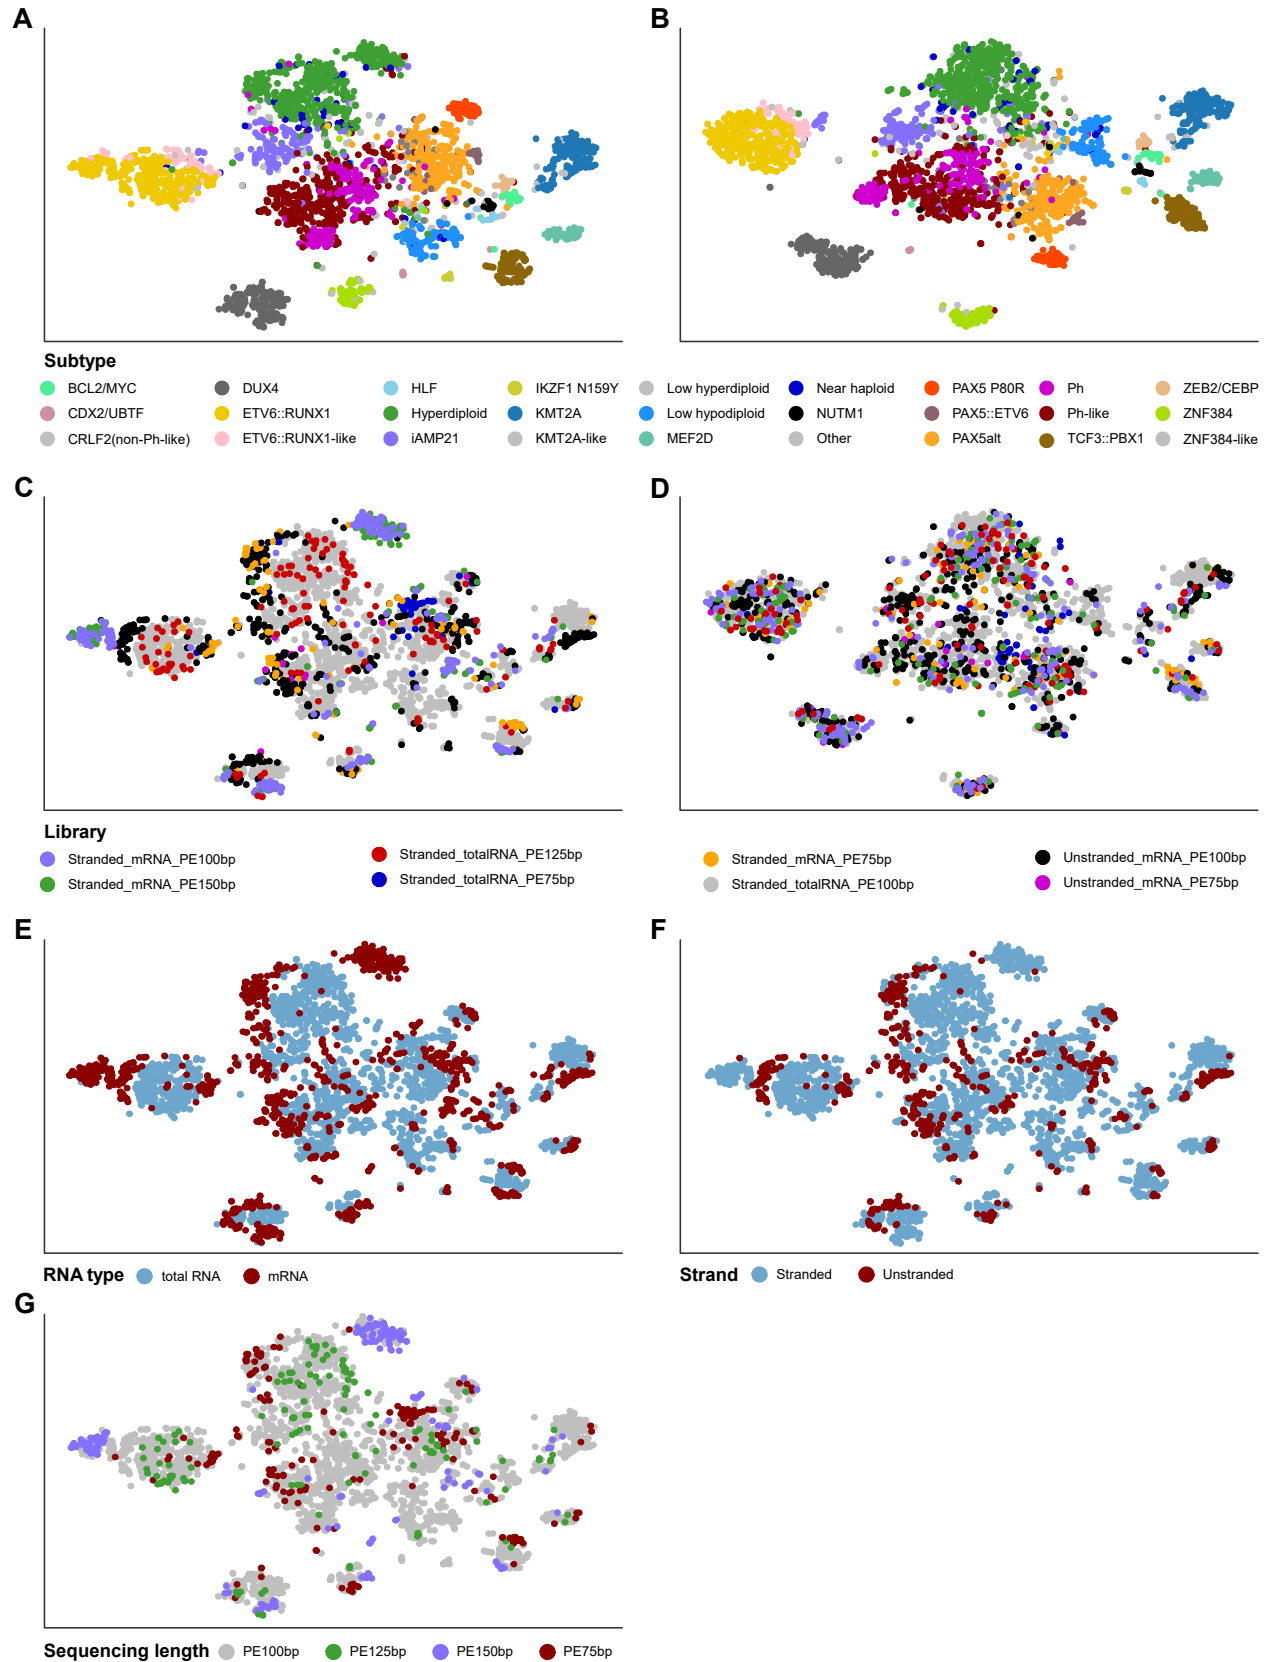 A
B
Subtype
BCL2/MYC DUX4 HLF IKZF1 N159Y Low hyperdiploid Near haploid PAX5 P80R Ph ZEB2/CEBP
CDX2/UBTF ETV6::RUNX1 Hyperdiploid KMT2A Low hypodiploid NUTM1 PAX5::ETV6 Ph-like ZNF384
CRLF2(non-Ph-like) ETV6::RUNX1-like iAMP21 KMT2A-like MEF2D Other PAX5alt TCF3::PBX1 ZNF384-like
C
D
Library
Stranded_mRNA_PE100bp Stranded_totalRNA_PE125bp Stranded_mRNA_PE75bp Unstranded_mRNA_PE100bp
Stranded_mRNA_PE150bp Stranded_totalRNA_PE75bp Stranded_totalRNA_PE100bp Unstranded_mRNA_PE75bp
E
F
RNA type total RNA mRNA
Strand Stranded Unstranded
G
Sequencing length PE100bp PE125bp PE150bp PE75bp